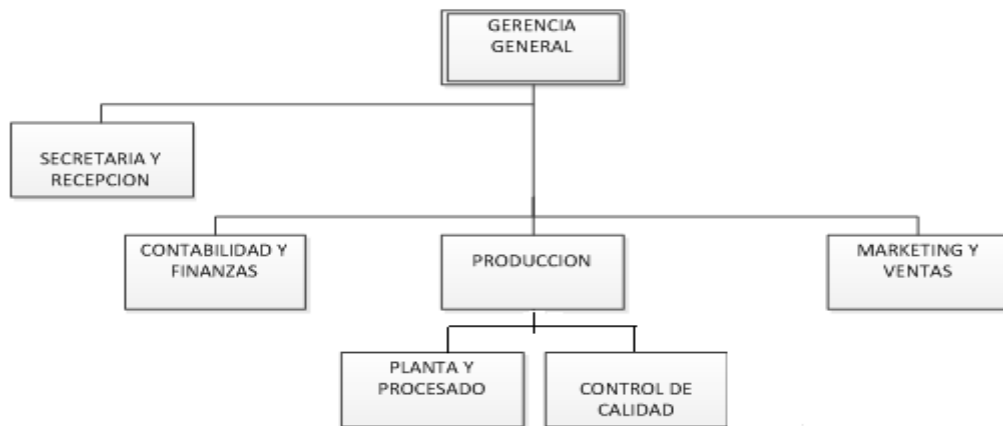 GERENCIA
GENERAL
SECRETARIA Y
RECEPCION
CONTABILIDAD Y
FINANZAS
PRODUCCION
MARKETING Y
VENTAS
PLANTA Y
PROCESADO
CONTROL DE
CALIDAD